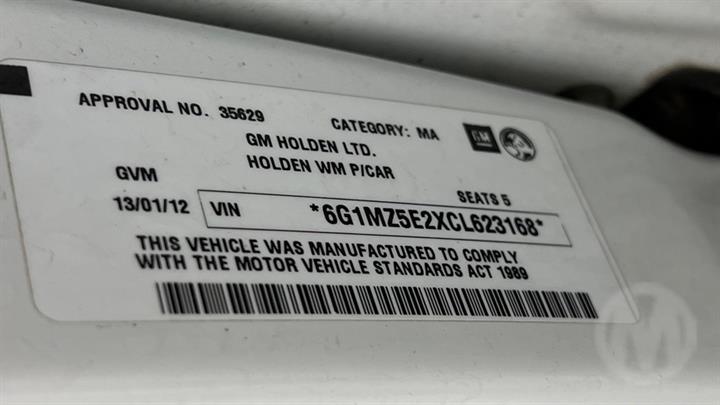 APPROVAL NO. 35629 CATEGORY: MA GM
GM HOLDEN LTD.
HOLDEN WM P/CAR
GVM SEATS 5
13/01/12 VIN *6G1MZ5E2XCL623168*
THIS VEHICLE WAS MANUFACTURED TO COMPLY
WITH THE MOTOR VEHICLE STANDARDS ACT 1989
M